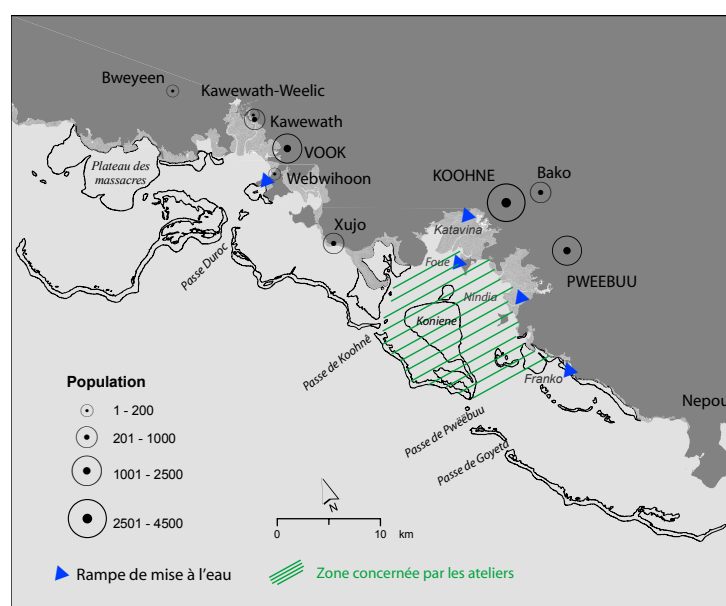 Bweyeen
Kawewath-Weelic
Kawewath
VOOK
Plateau des
massacres
Webwihoon
KOOHNE
Bako
Katavina
Xujo
Passe Duroc
Foue
PWEEBUU
Nindia
Koniene
Passe de Koohnê
Franko
Nepou
Passe de Pwëëbuu
Passe de Goyeta
Population
1 - 200
201 - 1000
1001 - 2500
2501 - 4500
N
0 10 km
Rampe de mise à l'eau
Zone concernée par les ateliers